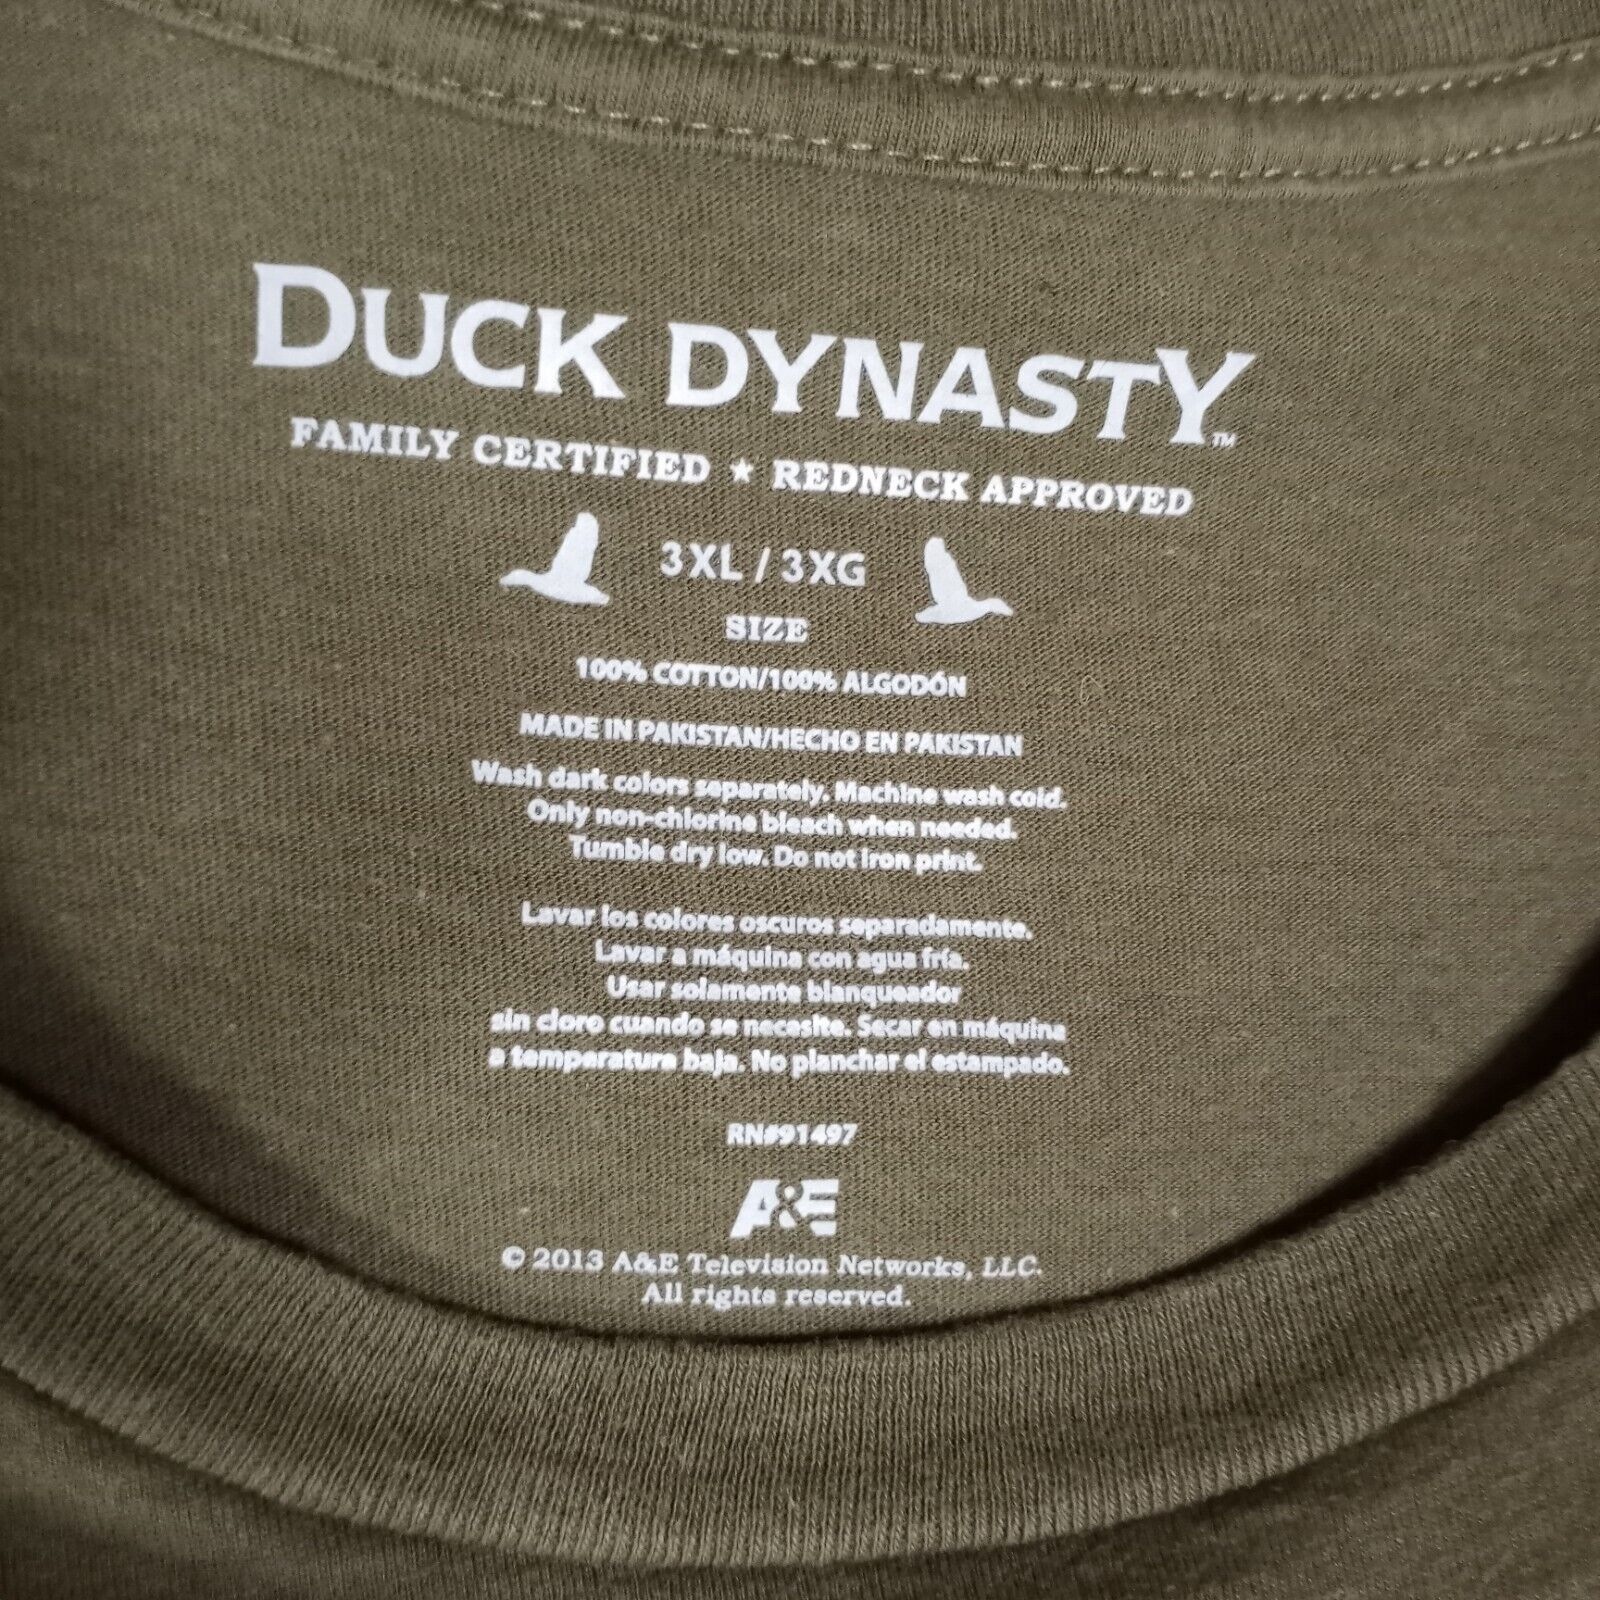 DUCK DYNASTY™
FAMILY CERTIFIED ★ REDNECK APPROVED
3XL / 3XG
SIZE
100% COTTON/100% ALGODÓN
MADE IN PAKISTAN/HECHO EN PAKISTAN
Wash dark colors separately. Machine wash cold.
Only non-chlorine bleach when needed.
Tumble dry low. Do not iron print.
Lavar los colores oscuros separadamente.
Lavar a máquina con agua fría.
Usar solamente blanqueador
sin cloro cuando se necesite. Secar en máquina
a temperatura baja. No planchar el estampado.
RN#91497
A&E
© 2013 A&E Television Networks, LLC.
All rights reserved.